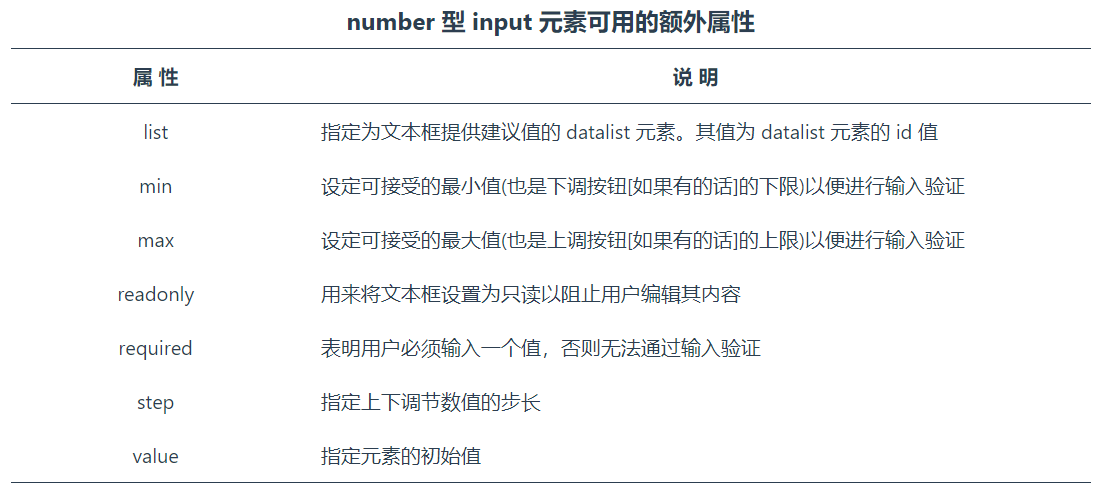 number 型 input 元素可用的额外属性
属 性 说 明
list 指定为文本框提供建议值的 datalist 元素。其值为 datalist 元素的 id 值
min 设定可接受的最小值(也是下调按钮[如果有的话]的下限)以便进行输入验证
max 设定可接受的最大值(也是上调按钮[如果有的话]的上限)以便进行输入验证
readonly 用来将文本框设置为只读以阻止用户编辑其内容
required 表明用户必须输入一个值，否则无法通过输入验证
step 指定上下调节数值的步长
value 指定元素的初始值